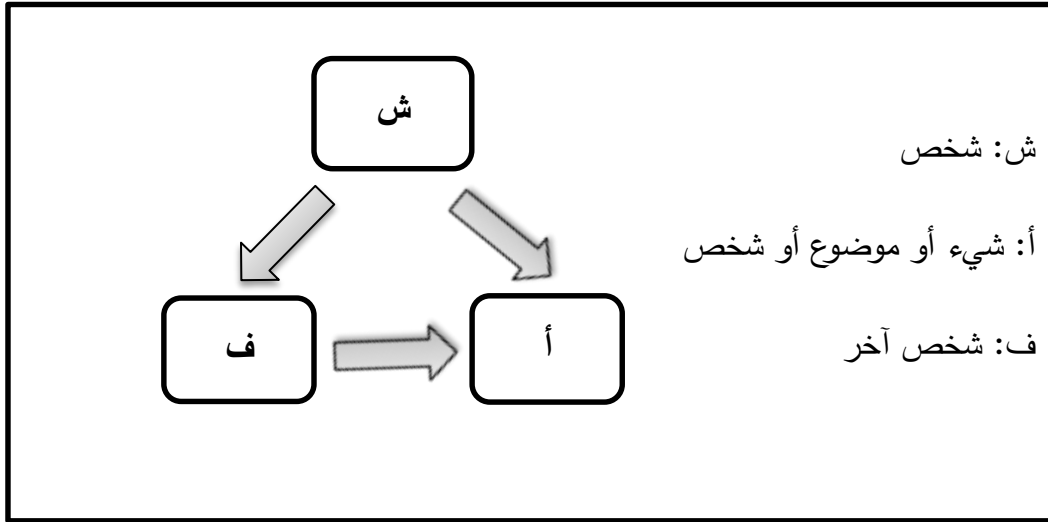 ش
ش: شخص
أ: شيء أو موضوع أو شخص
أ
ف
ف: شخص آخر